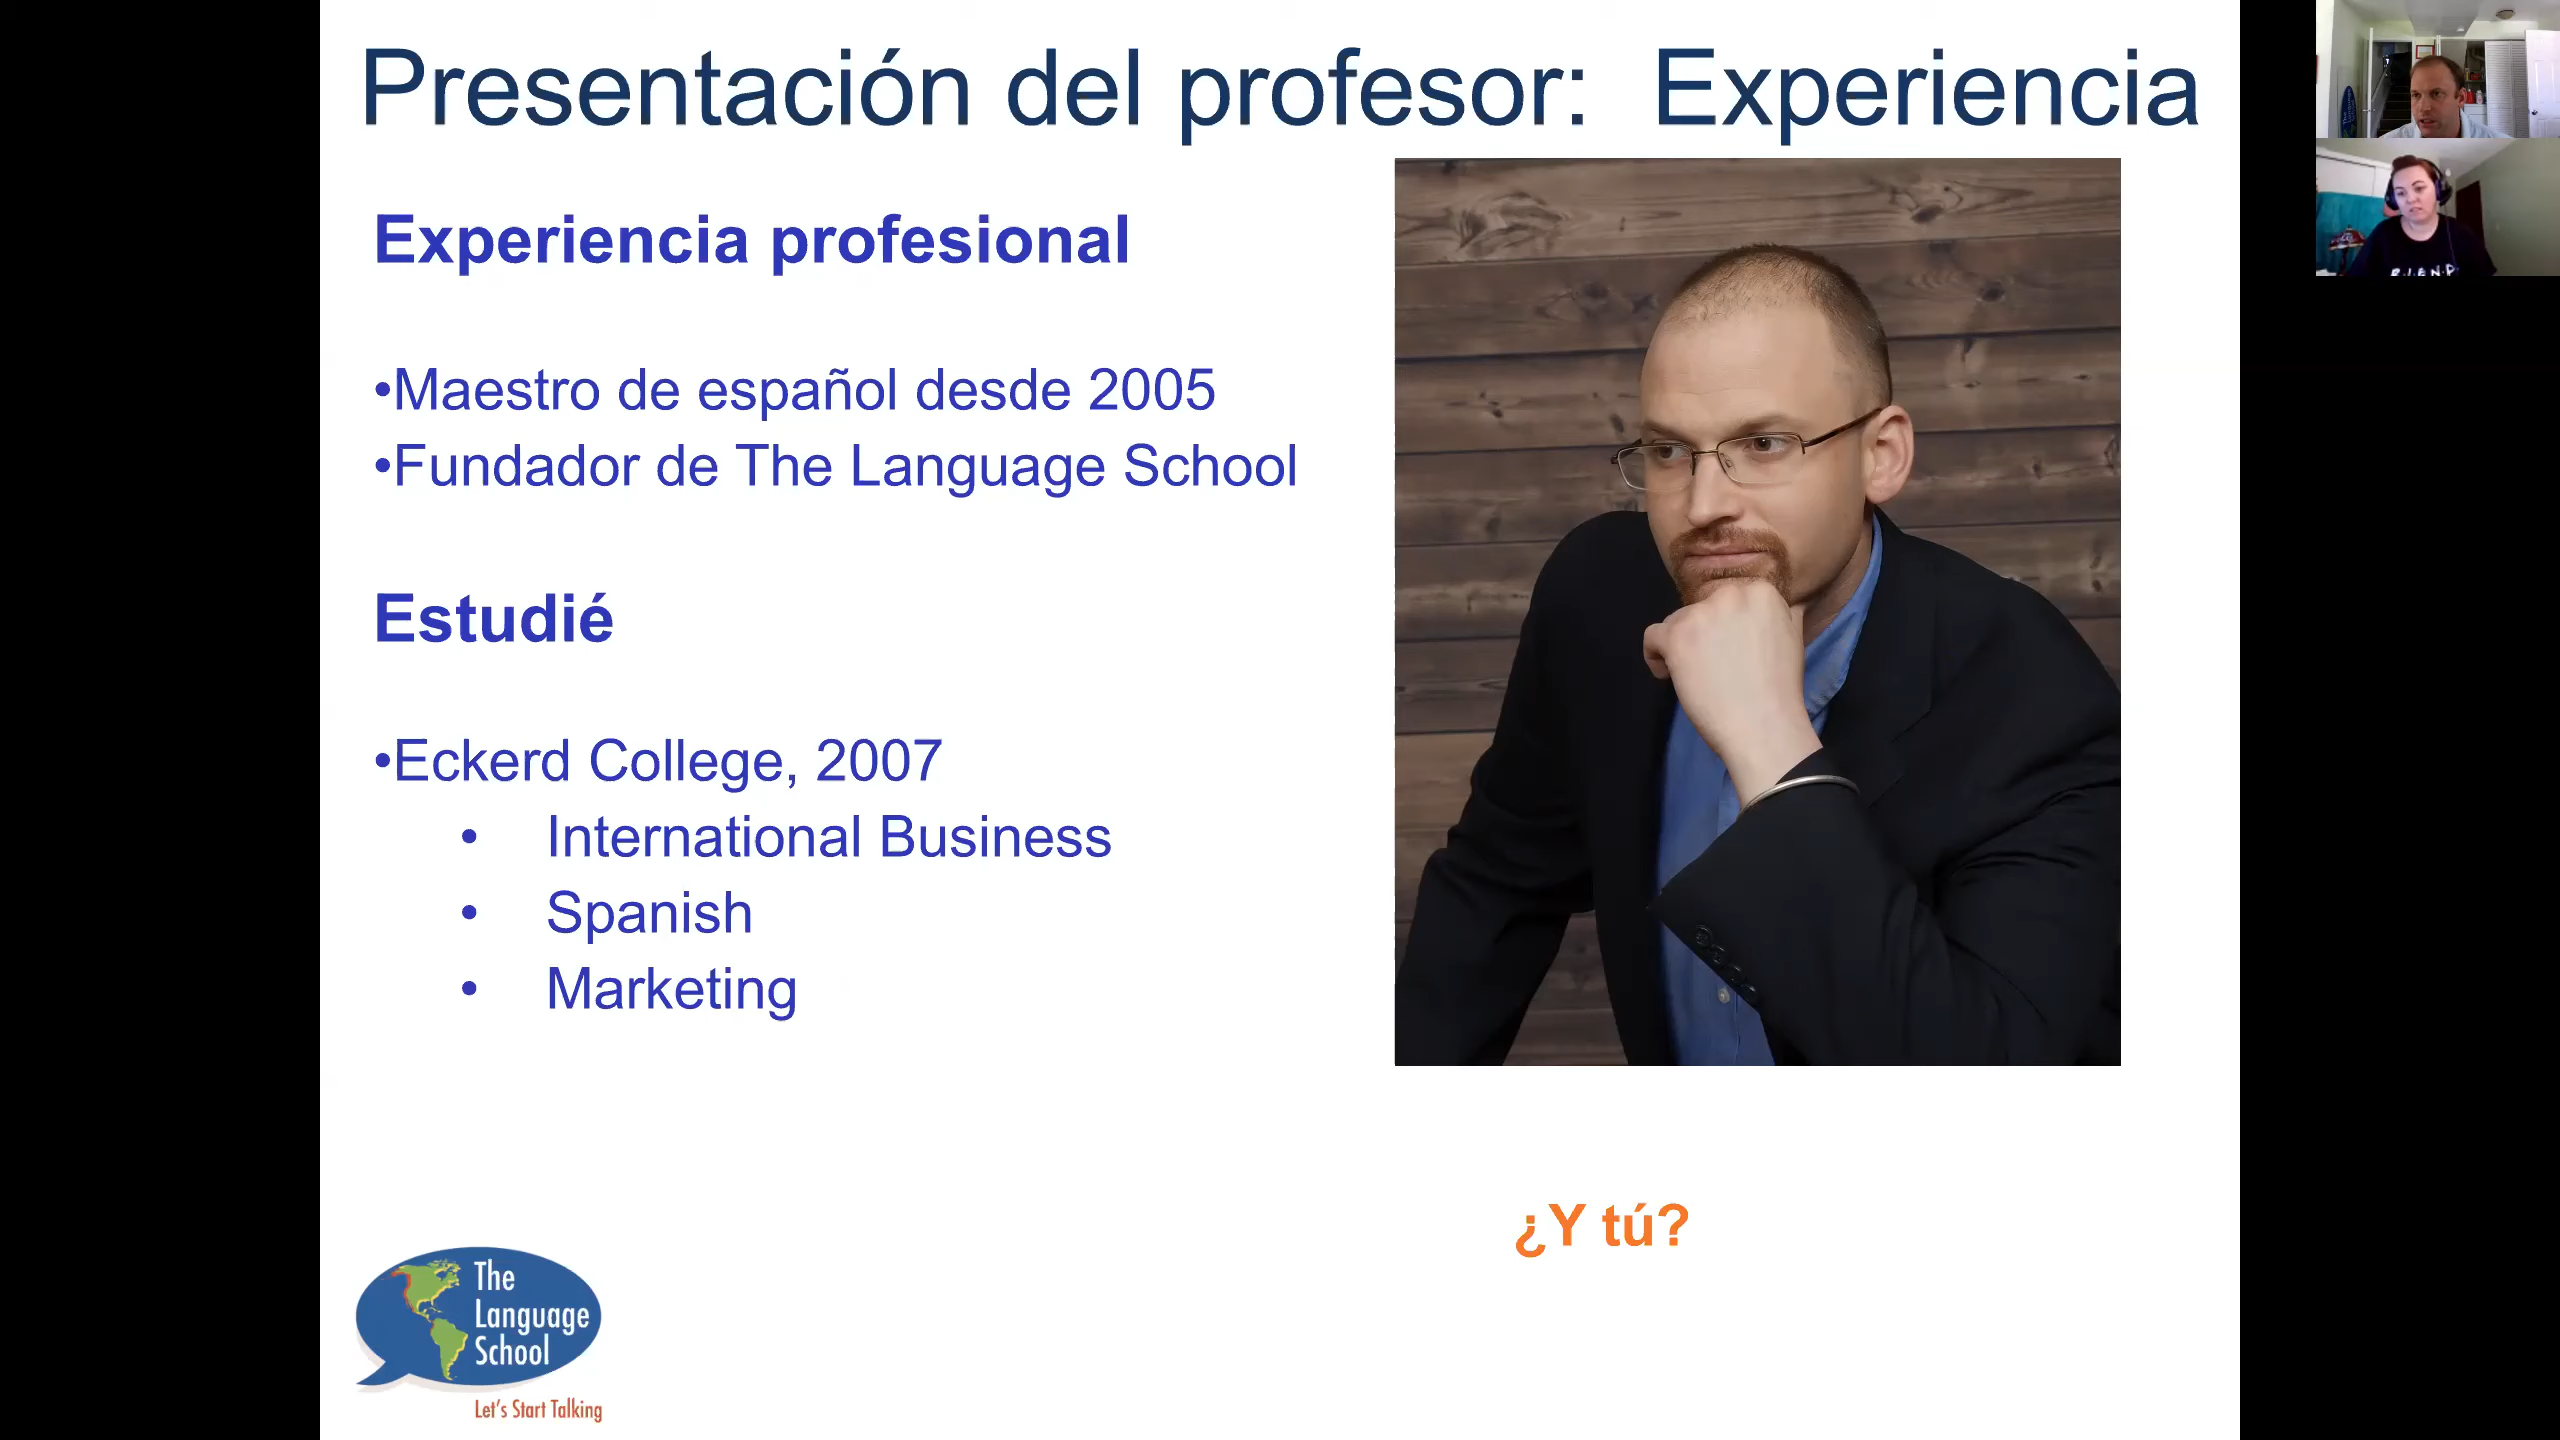 Presentación del profesor: Experiencia
Experiencia profesional
•Maestro de español desde 2005
•Fundador de The Language School
Estudié
•Eckerd College, 2007
• International Business
• Spanish
• Marketing
¿Y tú?
The
Language
School
Let's Start Talking